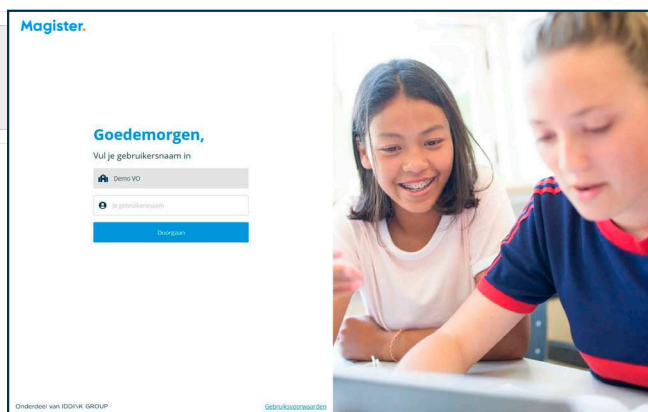 Magister.
Goedemorgen,
Vul je gebruikersnaam in
Demo VO
Je gebruikersnaam
Doorgaan
Onderdeel van IDDINK GROUP
Gebruiksvoorwaarden